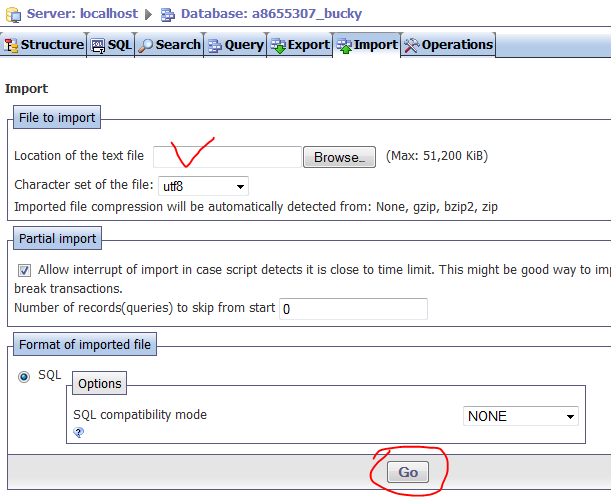 Server: localhost Database: a8655307_bucky
Structure SQL Search Query Export Import Operations
Import
File to import
Location of the text file Browse... (Max: 51,200 KiB)
Character set of the file: utf8
Imported file compression will be automatically detected from: None, gzip, bzip2, zip
Partial import
Allow interrupt of import in case script detects it is close to time limit. This might be good way to imp
break transactions.
Number of records(queries) to skip from start 0
Format of imported file
SQL
Options
SQL compatibility mode NONE
?
Go